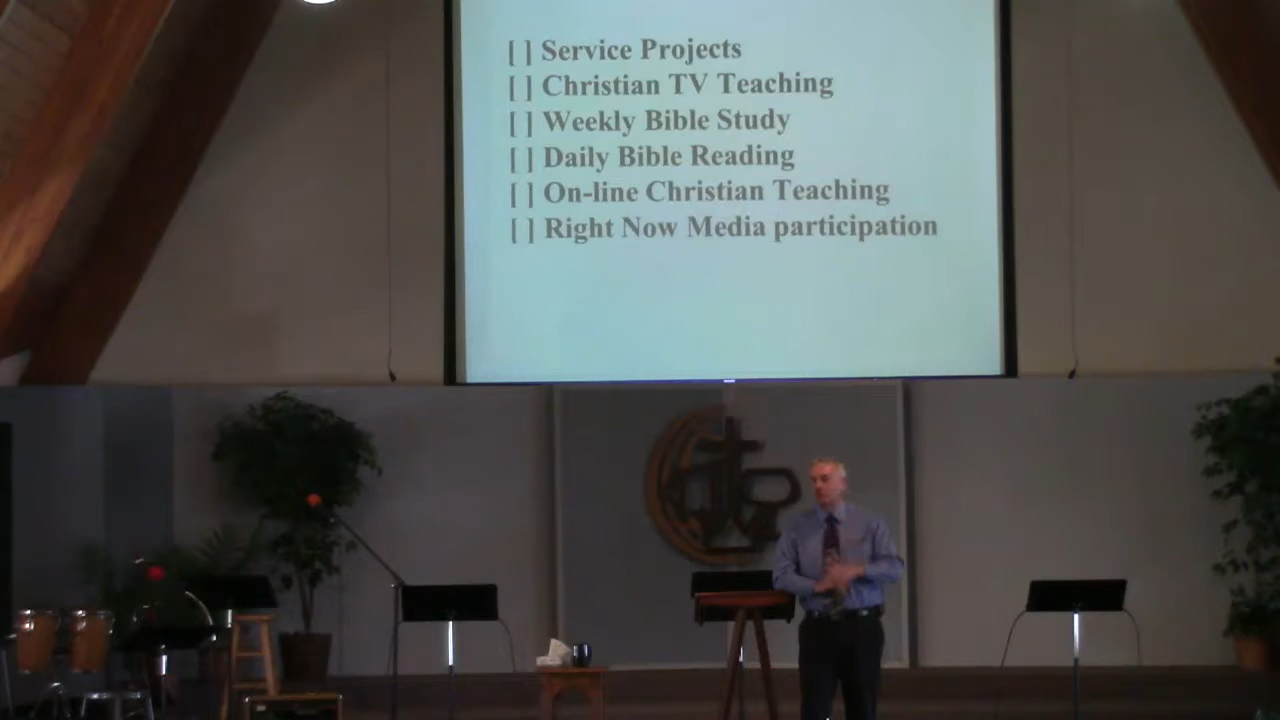 [ ] Service Projects
[ ] Christian TV Teaching
[ ] Weekly Bible Study
[ ] Daily Bible Reading
[ ] On-line Christian Teaching
[ ] Right Now Media participation